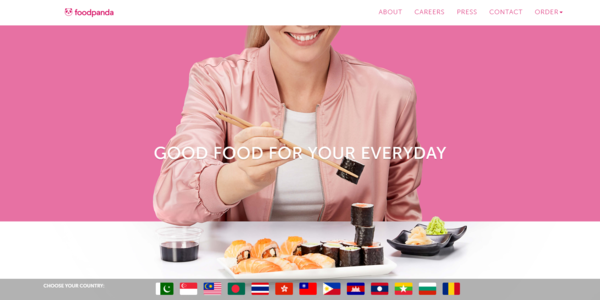 foodpanda
ABOUT CAREERS PRESS CONTACT ORDER
GOOD FOOD FOR YOUR EVERYDAY
CHOOSE YOUR COUNTRY: